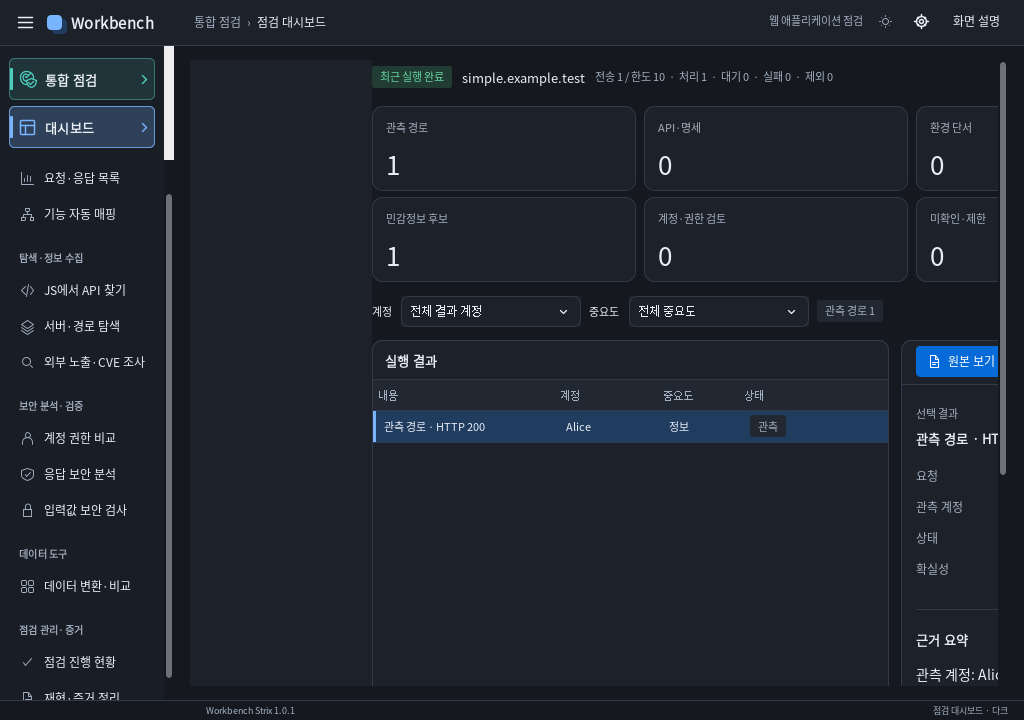 Workbench
통합 점검 › 점검 대시보드
웹 애플리케이션 점검
화면 설명
통합 점검
대시보드
요청·응답 목록
기능 자동 매핑
탐색·정보 수집
JS에서 API 찾기
서버·경로 탐색
외부 노출·CVE 조사
보안 분석·검증
계정 권한 비교
응답 보안 분석
입력값 보안 검사
데이터 도구
데이터 변환·비교
점검 관리·증거
점검 진행 현황
재현·증거 정리
최근 실행 완료 simple.example.test 전송 1 / 한도 10 · 처리 1 · 대기 0 · 실패 0 · 제외 0
관측 경로
1
API·명세
0
환경 단서
0
민감정보 후보
1
계정·권한 검토
0
미확인·제한
0
계정 전체 결과 계정 중요도 전체 중요도 관측 경로 1
실행 결과
내용 계정 중요도 상태
관측 경로 · HTTP 200 Alice 정보 관측
원본 보기
선택 결과
관측 경로 · HT
요청
관측 계정
상태
확실성
근거 요약
관측 계정: Alic
Workbench Strix 1.0.1
점검 대시보드 · 다크